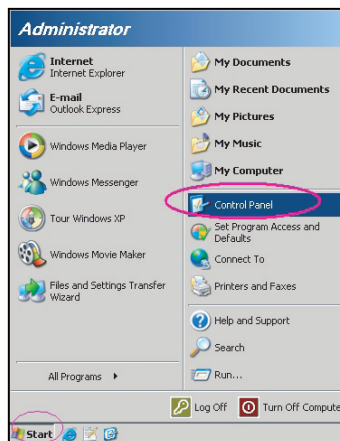 Administrator
Internet
Internet Explorer
E-mail
Outlook Express
Windows Media Player
Windows Messenger
Tour Windows XP
Windows Movie Maker
Files and Settings Transfer
Wizard
All Programs
My Documents
My Recent Documents
My Pictures
My Music
My Computer
Control Panel
Set Program Access and
Defaults
Connect To
Printers and Faxes
Help and Support
Search
Run...
Log Off
Turn Off Compute
Start